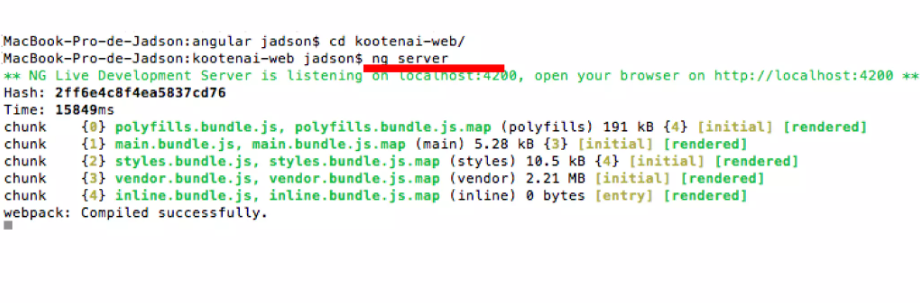 MacBook-Pro-de-Jadson:angular jadson$ cd kootenai-web/
MacBook-Pro-de-Jadson:kootenai-web jadson$ ng server
** NG Live Development Server is listening on localhost:4200, open your browser on http://localhost:4200 **
Hash: 2ff6e4c8f4ea5837cd76
Time: 15849ms
chunk    {0} polyfills.bundle.js, polyfills.bundle.js.map (polyfills) 191 kB {4} [initial] [rendered]
chunk    {1} main.bundle.js, main.bundle.js.map (main) 5.28 kB {3} [initial] [rendered]
chunk    {2} styles.bundle.js, styles.bundle.js.map (styles) 10.5 kB {4} [initial] [rendered]
chunk    {3} vendor.bundle.js, vendor.bundle.js.map (vendor) 2.21 MB [initial] [rendered]
chunk    {4} inline.bundle.js, inline.bundle.js.map (inline) 0 bytes [entry] [rendered]
webpack: Compiled successfully.